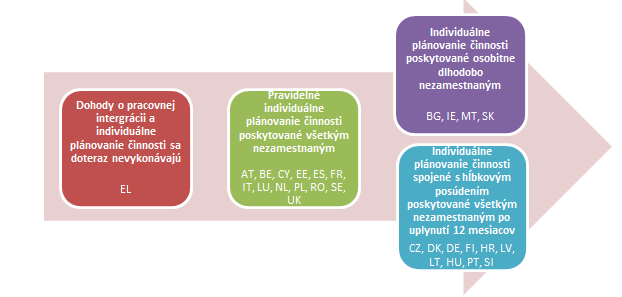 Dohody o pracovnej
intergrácii a
individuálne
plánovanie činnosti sa
doteraz nevykonávajú
EL
Pravidelné
individuálne
plánovanie činnosti
poskytované všetkým
nezamestnaným
AT, BE, CY, EE, ES, FR,
IT, LU, NL, PL, RO, SE,
UK
Individuálne
plánovanie činnosti
poskytované osobitne
dlhodobo
nezamestnaným
BG, IE, MT, SK
Individuálne
plánovanie činnosti
spojené s hĺbkovým
posúdením
poskytované všetkým
nezamestnaným po
uplynutí 12 mesiacov
CZ, DK, DE, FI, HR, LV,
LT, HU, PT, SI